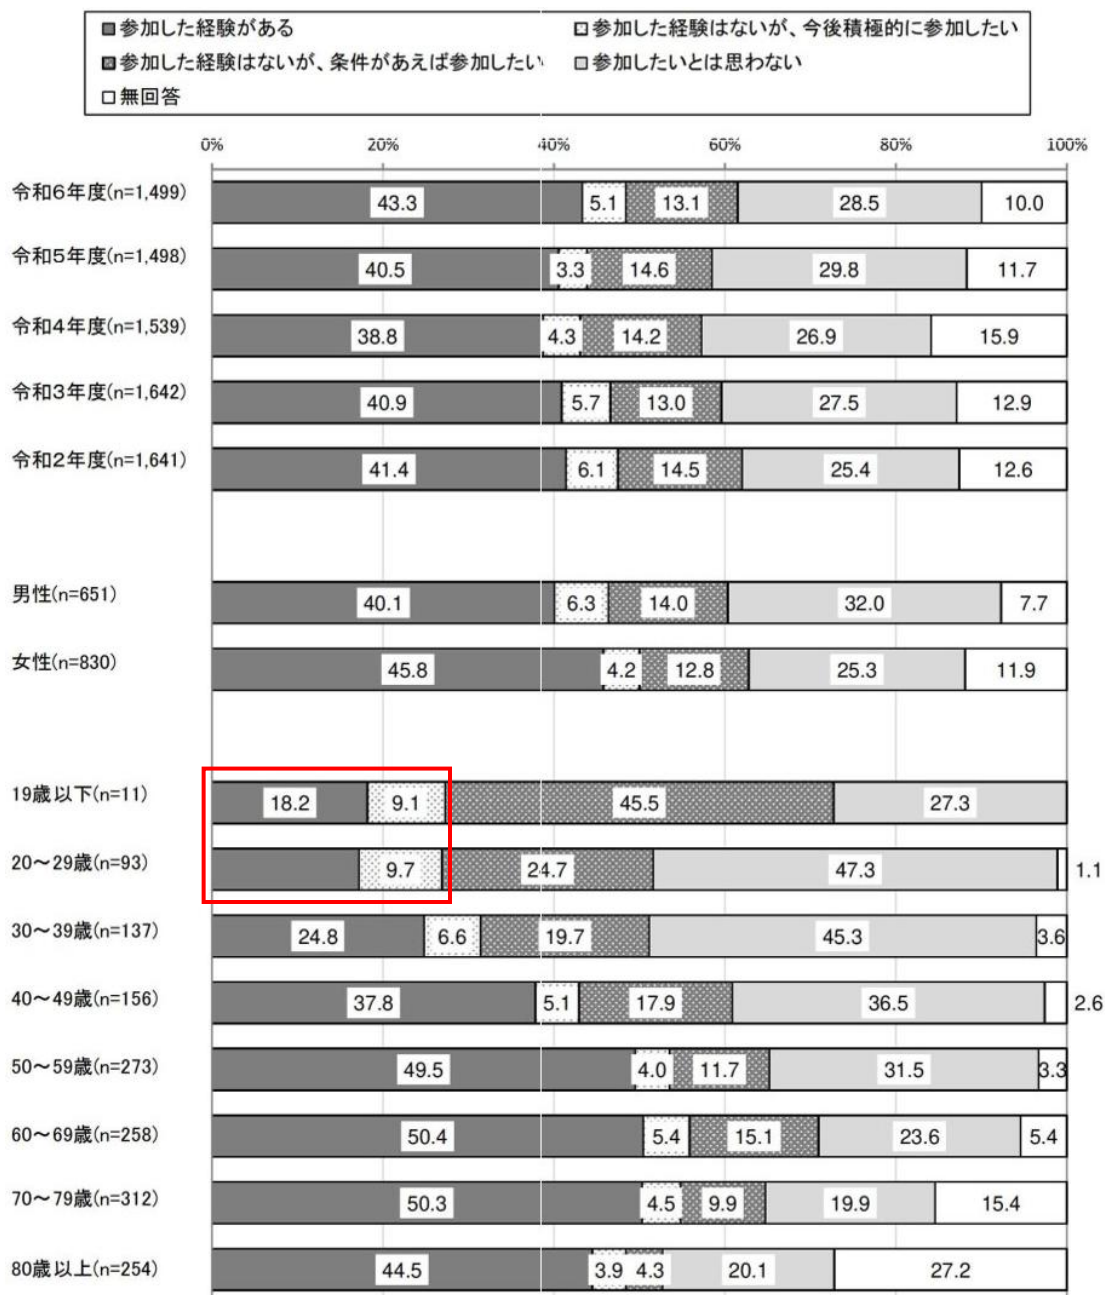 参加した経験がある 参加した経験はないが、今後積極的に参加したい
参加した経験はないが、条件があえば参加したい 参加したいとは思わない
無回答
0% 20% 40% 60% 80% 100%
令和6年度(n=1,499) 43.3 5.1 13.1 28.5 10.0
令和5年度(n=1,498) 40.5 3.3 14.6 29.8 11.7
令和4年度(n=1,539) 38.8 4.3 14.2 26.9 15.9
令和3年度(n=1,642) 40.9 5.7 13.0 27.5 12.9
令和2年度(n=1,641) 41.4 6.1 14.5 25.4 12.6
男性(n=651) 40.1 6.3 14.0 32.0 7.7
女性(n=830) 45.8 4.2 12.8 25.3 11.9
19歳以下(n=11) 18.2 9.1 45.5 27.3
20～29歳(n=93) 9.7 24.7 47.3 1.1
30～39歳(n=137) 24.8 6.6 19.7 45.3 3.6
40～49歳(n=156) 37.8 5.1 17.9 36.5 2.6
50～59歳(n=273) 49.5 4.0 11.7 31.5 3.3
60～69歳(n=258) 50.4 5.4 15.1 23.6 5.4
70～79歳(n=312) 50.3 4.5 9.9 19.9 15.4
80歳以上(n=254) 44.5 3.9 4.3 20.1 27.2